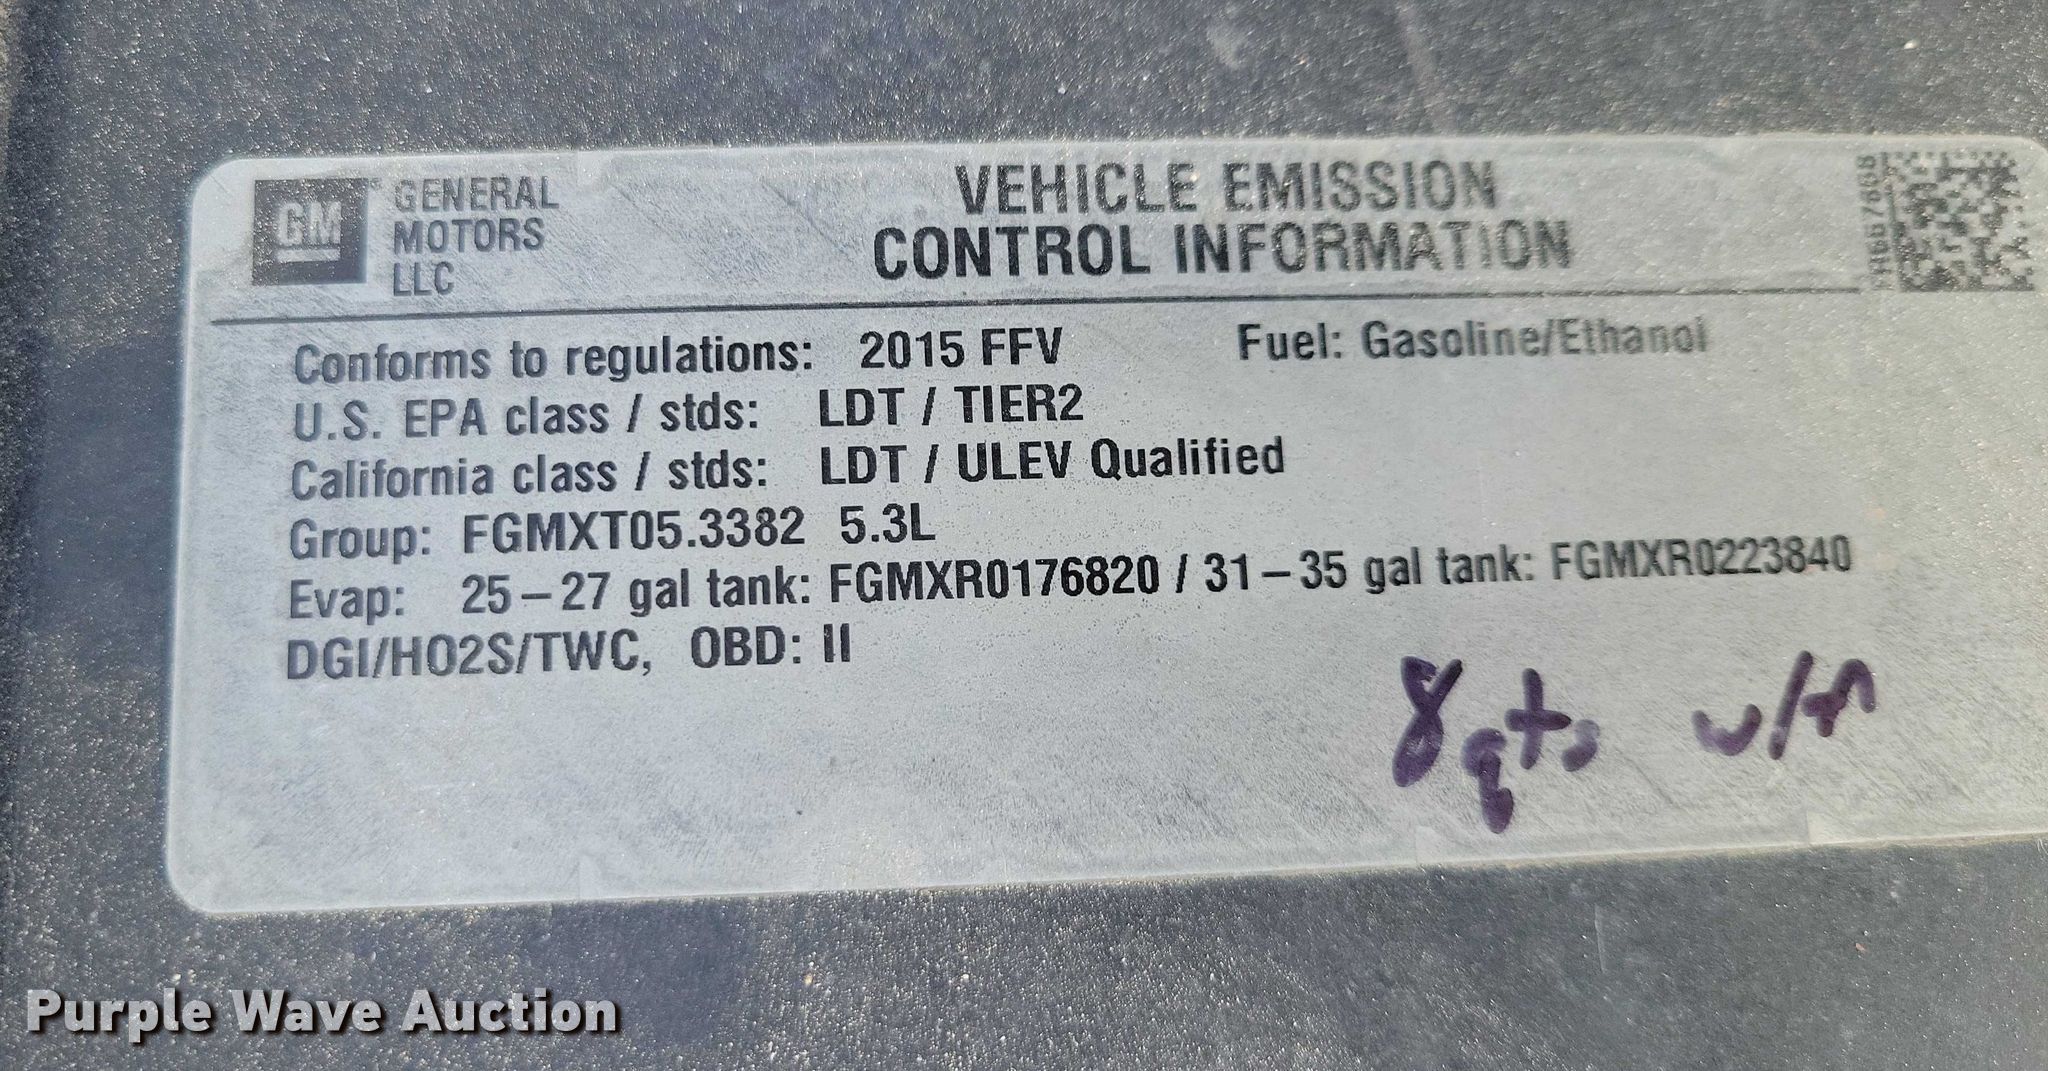 GM
GENERAL
MOTORS
LLC
VEHICLE EMISSION
CONTROL INFORMATION
Conforms to regulations: 2015 FFV Fuel: Gasoline/Ethanol
U.S. EPA class / stds: LDT / TIER2
California class / stds: LDT / ULEV Qualified
Group: FGMXT05.3382 5.3L
Evap: 25–27 gal tank: FGMXR0176820 / 31–35 gal tank: FGMXR0223840
DGI/HO2S/TWC, OBD: II
8 qts
Purple Wave Auction